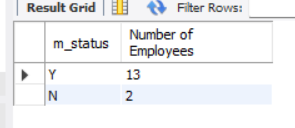 Result Grid Filter Rows:
m_status Number of
Employees
Y 13
N 2